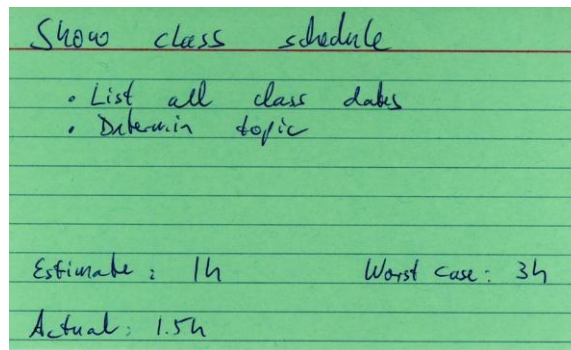 Show class schedule
• List all class dates
• Determin topic
Estimate: 1h Worst case: 3h
Actual: 1.5h